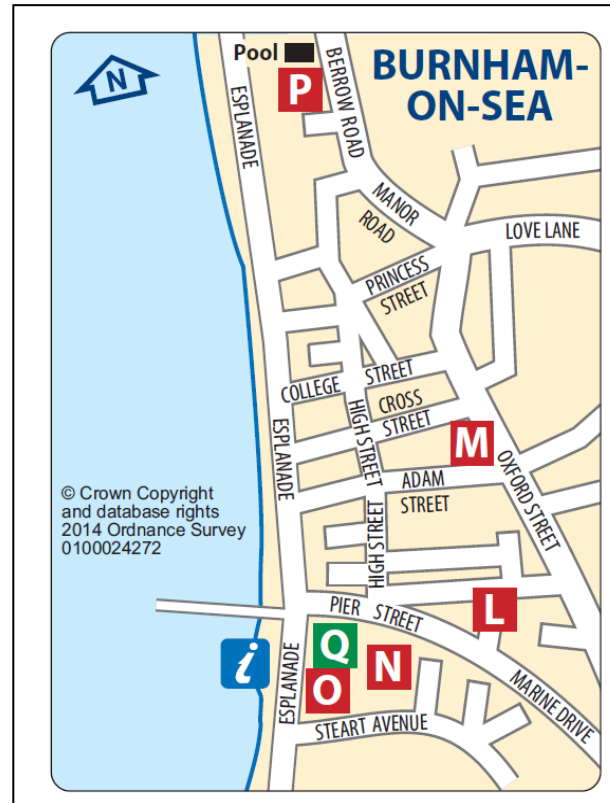 N
Pool
P
BURNHAM-
ON-SEA
ESPLANADE
BERROW ROAD
MANOR
ROAD
LOVE LANE
PRINCESS
STREET
COLLEGE STREET
CROSS
STREET
HIGH STREET
ESPLANADE
M
OXFORD STREET
ADAM
STREET
© Crown Copyright
and database rights
2014 Ordnance Survey
0100024272
HIGH STREET
PIER STREET
L
i
Q
N
O
ESPLANADE
STEART AVENUE
MARINE DRIVE